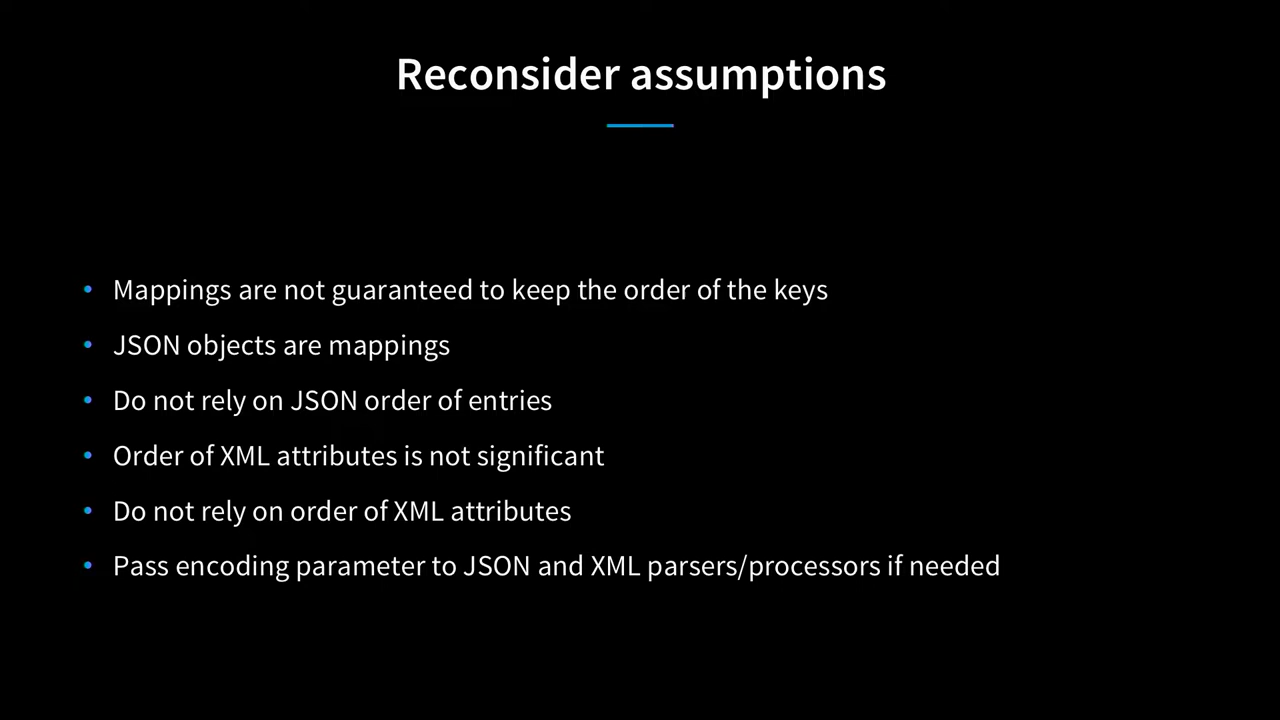 Reconsider assumptions
• Mappings are not guaranteed to keep the order of the keys
• JSON objects are mappings
• Do not rely on JSON order of entries
• Order of XML attributes is not significant
• Do not rely on order of XML attributes
• Pass encoding parameter to JSON and XML parsers/processors if needed